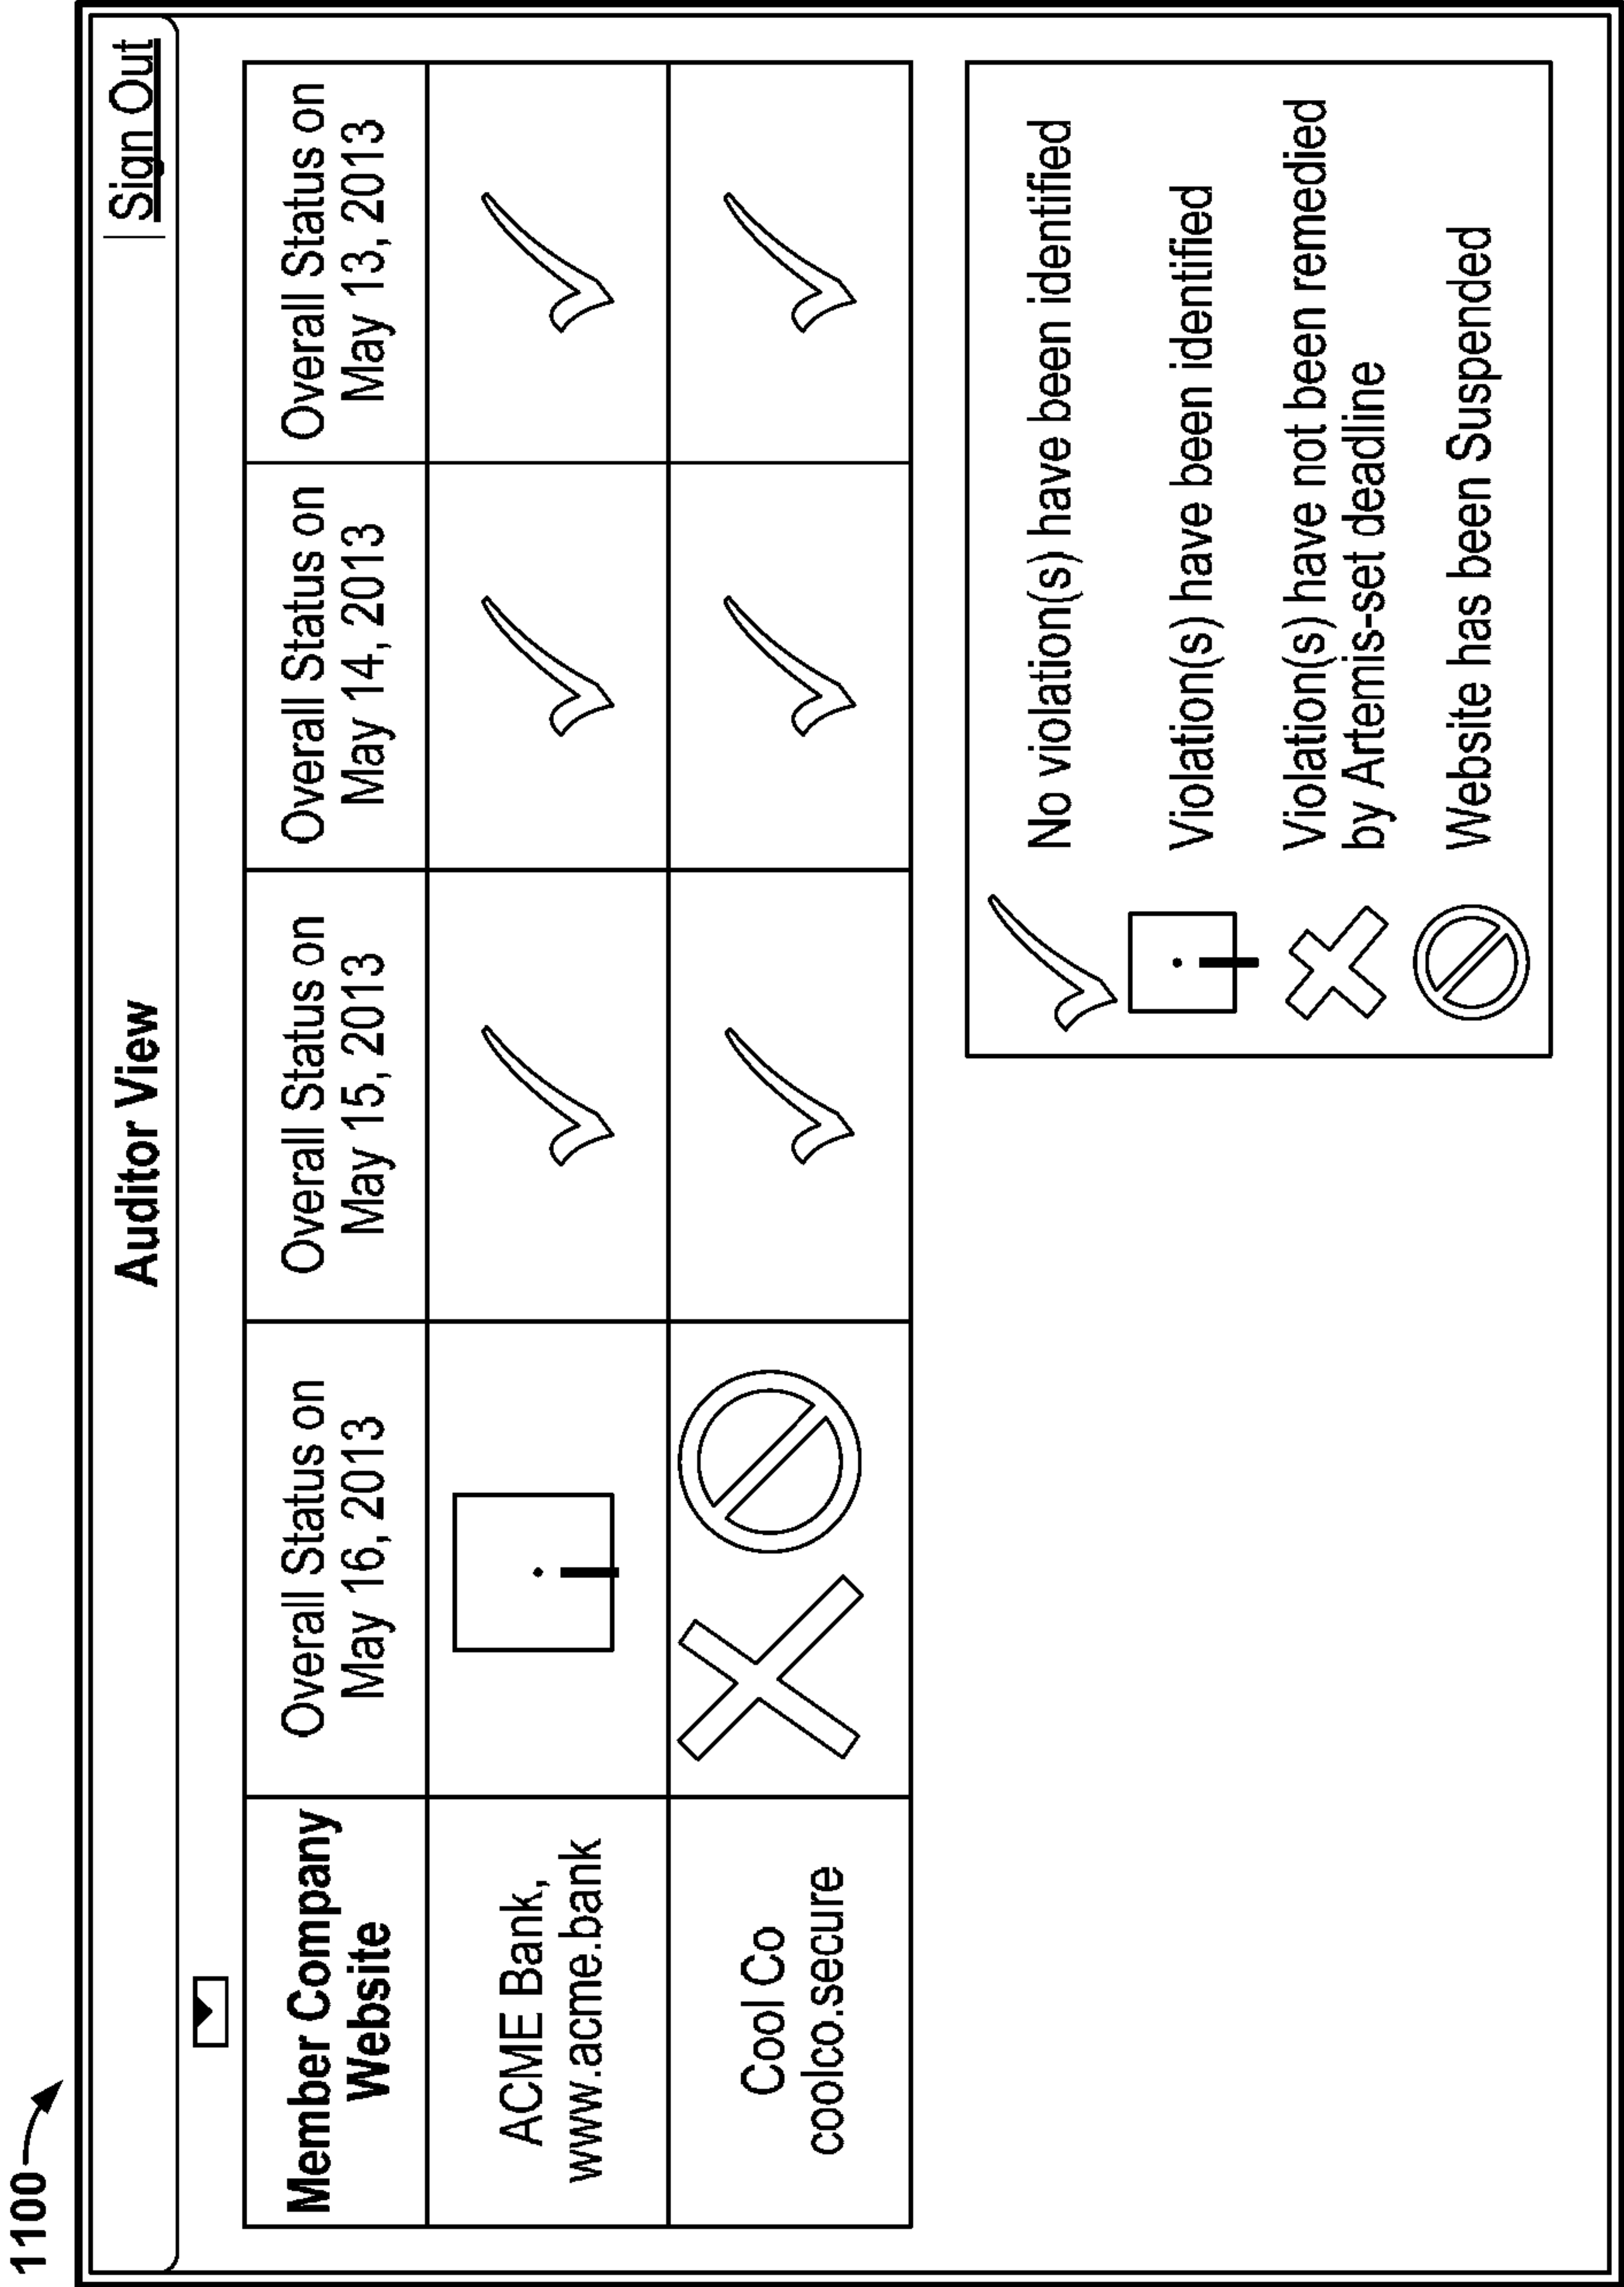 1100
Auditor View
Sign Out
Member Company
Website
Overall Status on
May 16, 2013
Overall Status on
May 15, 2013
Overall Status on
May 14, 2013
Overall Status on
May 13, 2013
ACME Bank,
www.acme.bank
Cool Co
coolco.secure
No violation(s) have been identified
Violation(s) have been identified
Violation(s) have not been remedied
by Artemis-set deadline
Website has been Suspended